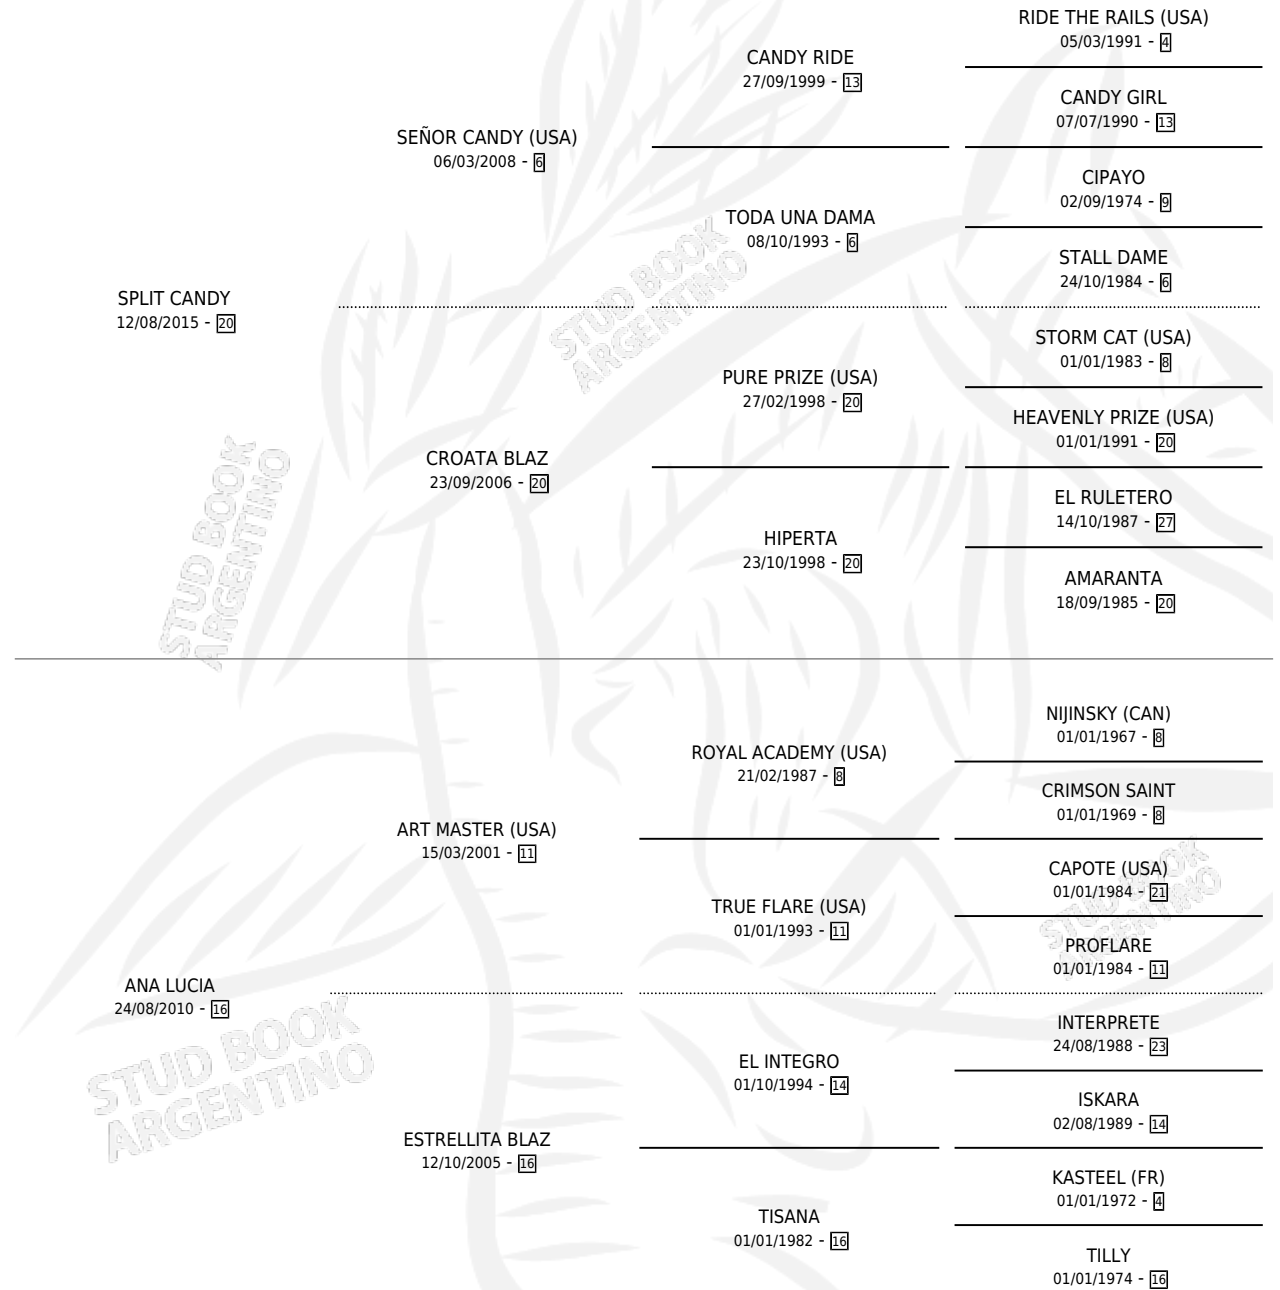 RIDE THE RAILS (USA)
05/03/1991 - 4
CANDY RIDE
27/09/1999 - 13
CANDY GIRL
07/07/1990 - 13
SEÑOR CANDY (USA)
06/03/2008 - 6
CIPAYO
02/09/1974 - 9
TODA UNA DAMA
08/10/1993 - 6
STALL DAME
24/10/1984 - 6
SPLIT CANDY
12/08/2015 - 20
STORM CAT (USA)
01/01/1983 - 8
PURE PRIZE (USA)
27/02/1998 - 20
HEAVENLY PRIZE (USA)
01/01/1991 - 20
CROATA BLAZ
23/09/2006 - 20
EL RULETERO
14/10/1987 - 27
HIPERTA
23/10/1998 - 20
AMARANTA
18/09/1985 - 20
NIJINSKY (CAN)
01/01/1967 - 8
ROYAL ACADEMY (USA)
21/02/1987 - 8
CRIMSON SAINT
01/01/1969 - 8
ART MASTER (USA)
15/03/2001 - 11
CAPOTE (USA)
01/01/1984 - 21
TRUE FLARE (USA)
01/01/1993 - 11
PROFLARE
01/01/1984 - 11
ANA LUCIA
24/08/2010 - 16
INTERPRETE
24/08/1988 - 23
EL INTEGRO
01/10/1994 - 14
ISKARA
02/08/1989 - 14
ESTRELLITA BLAZ
12/10/2005 - 16
KASTEEL (FR)
01/01/1972 - 4
TISANA
01/01/1982 - 16
TILLY
01/01/1974 - 16
STUD BOOK
ARGENTINO
STUD BOOK
ARGENTINO
STUD BOOK
ARGENTINO
STUD BOOK
ARGENTINO